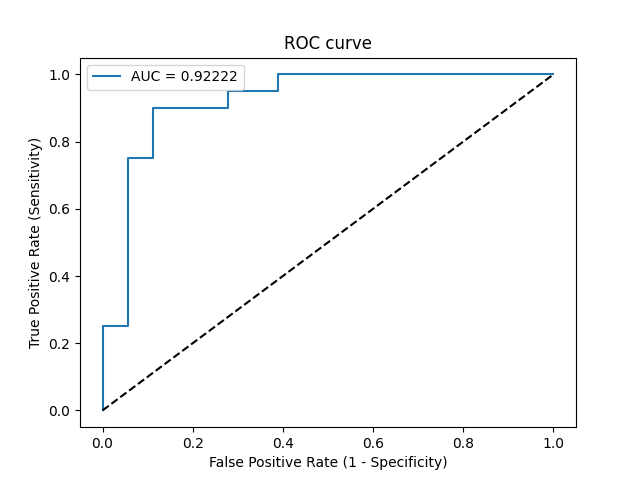 ROC curve
AUC = 0.92222
1.0
0.8
0.6
0.4
0.2
0.0
True Positive Rate (Sensitivity)
0.0 0.2 0.4 0.6 0.8 1.0
False Positive Rate (1 - Specificity)